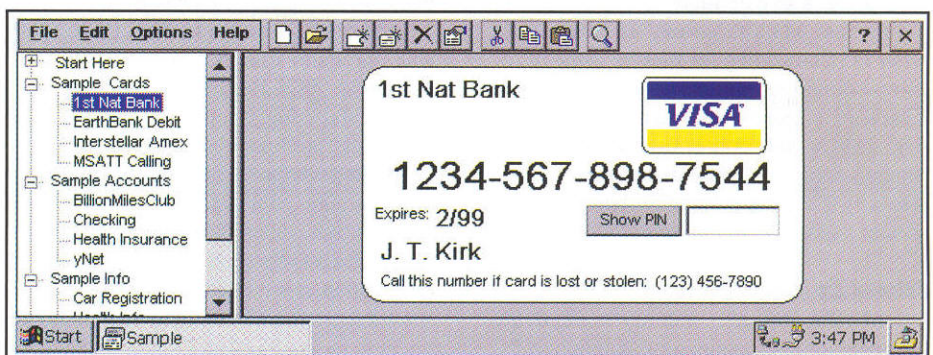 File Edit Options Help
?
Start Here
Sample Cards
1st Nat Bank
EarthBank Debit
Interstellar Amex
MSATT Calling
Sample Accounts
BillionMilesClub
Checking
Health Insurance
yNet
Sample Info
Car Registration
Health Info
1st Nat Bank
VISA
1234-567-898-7544
Expires: 2/99
Show PIN
J. T. Kirk
Call this number if card is lost or stolen: (123) 456-7890
Start
Sample
3:47 PM